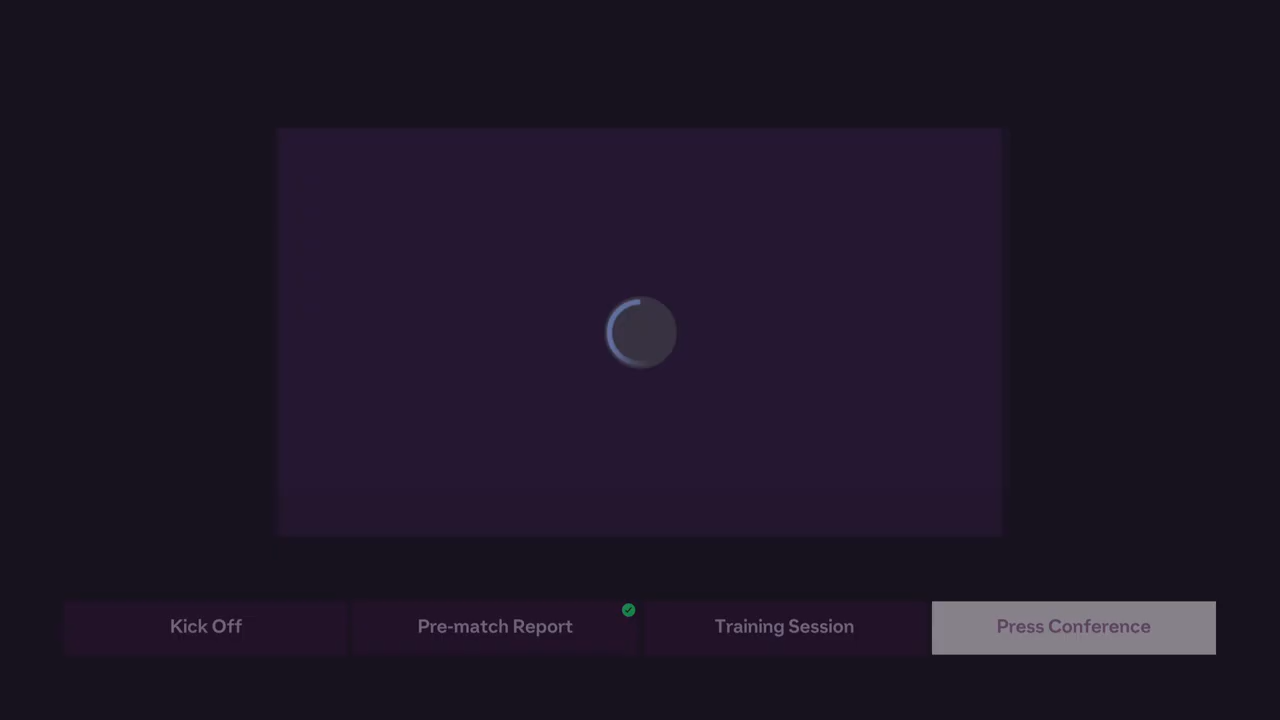 Kick Off
Pre-match Report
Training Session
Press Conference